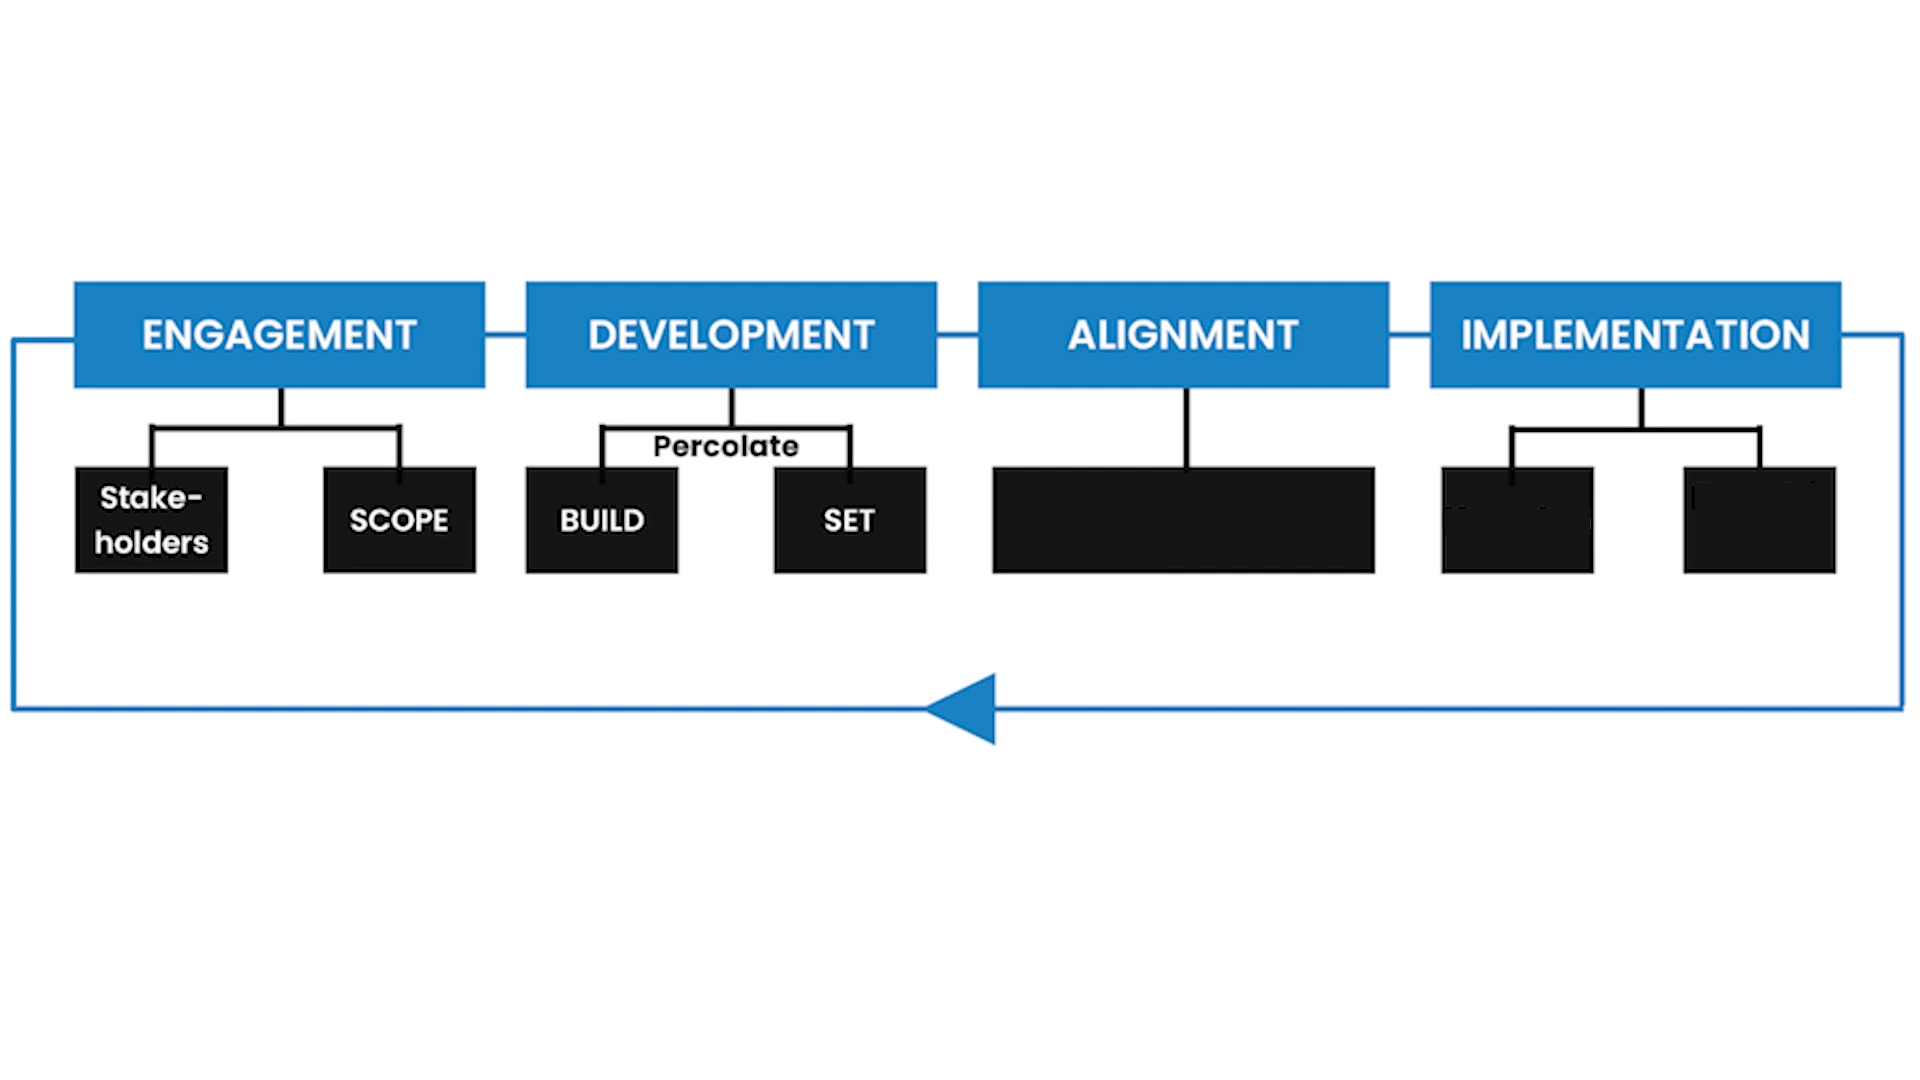 ENGAGEMENT
DEVELOPMENT
ALIGNMENT
IMPLEMENTATION
Percolate
Stake-
holders
SCOPE
BUILD
SET